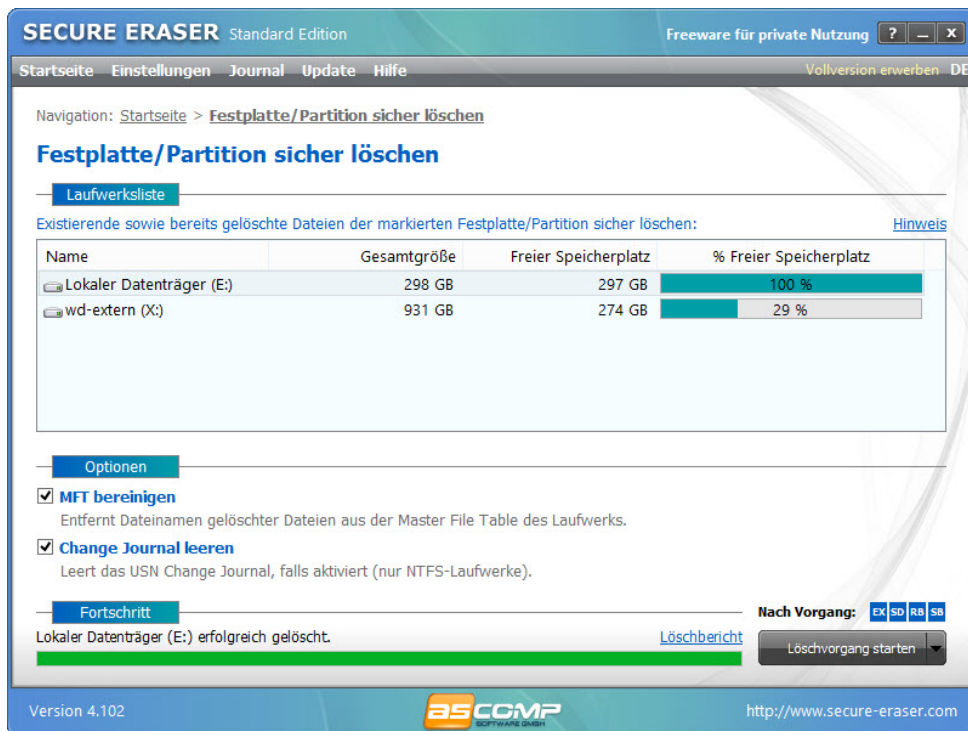 SECURE ERASER Standard Edition
Freeware für private Nutzung ? _ x
Startseite Einstellungen Journal Update Hilfe Vollversion erwerben DE
Navigation: Startseite > Festplatte/Partition sicher löschen
Festplatte/Partition sicher löschen
Laufwerksliste
Existierende sowie bereits gelöschte Dateien der markierten Festplatte/Partition sicher löschen: Hinweis
Name Gesamtgröße Freier Speicherplatz % Freier Speicherplatz
Lokaler Datenträger (E:) 298 GB 297 GB 100 %
wd-extern (X:) 931 GB 274 GB 29 %
Optionen
MFT bereinigen
Entfernt Dateinamen gelöschter Dateien aus der Master File Table des Laufwerks.
Change Journal leeren
Leert das USN Change Journal, falls aktiviert (nur NTFS-Laufwerke).
Fortschritt
Nach Vorgang: EX SD RB SB
Lokaler Datenträger (E:) erfolgreich gelöscht. Löschbericht
Löschvorgang starten
Version 4.102
ascomp
SOFTWARE GMBH
http://www.secure-eraser.com